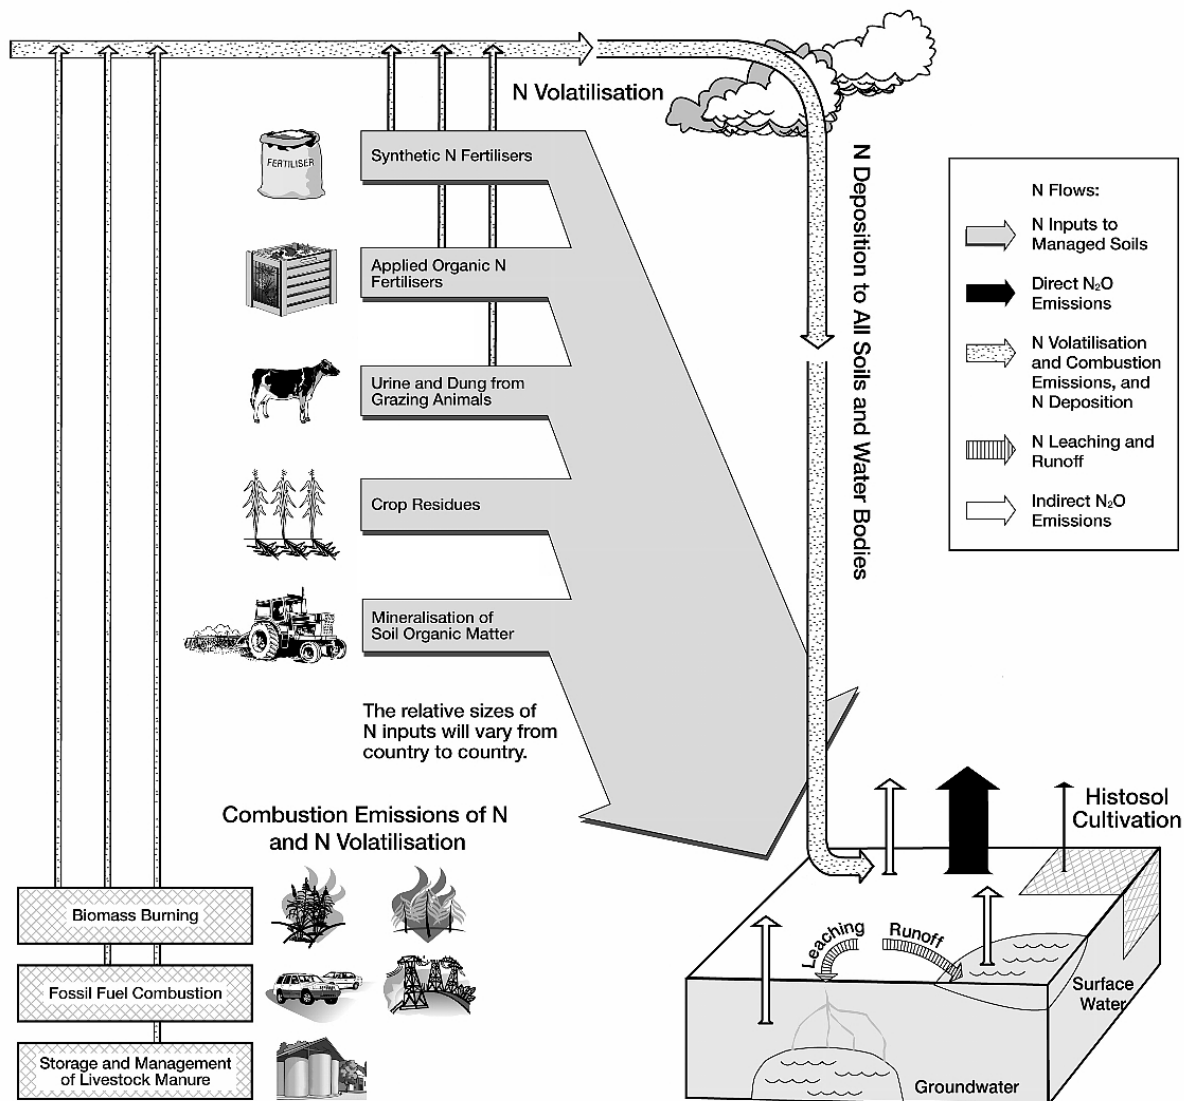 N Volatilisation
FERTILISER
Synthetic N Fertilisers
Applied Organic N
Fertilisers
Urine and Dung from
Grazing Animals
Crop Residues
Mineralisation of
Soil Organic Matter
The relative sizes of
N inputs will vary from
country to country.
N Deposition to All Soils and Water Bodies
N Flows:
N Inputs to
Managed Soils
Direct N₂O
Emissions
N Volatilisation
and Combustion
Emissions, and
N Deposition
N Leaching and
Runoff
Indirect N₂O
Emissions
Combustion Emissions of N
and N Volatilisation
Biomass Burning
Fossil Fuel Combustion
Storage and Management
of Livestock Manure
Histosol
Cultivation
Leaching
Runoff
Surface
Water
Groundwater